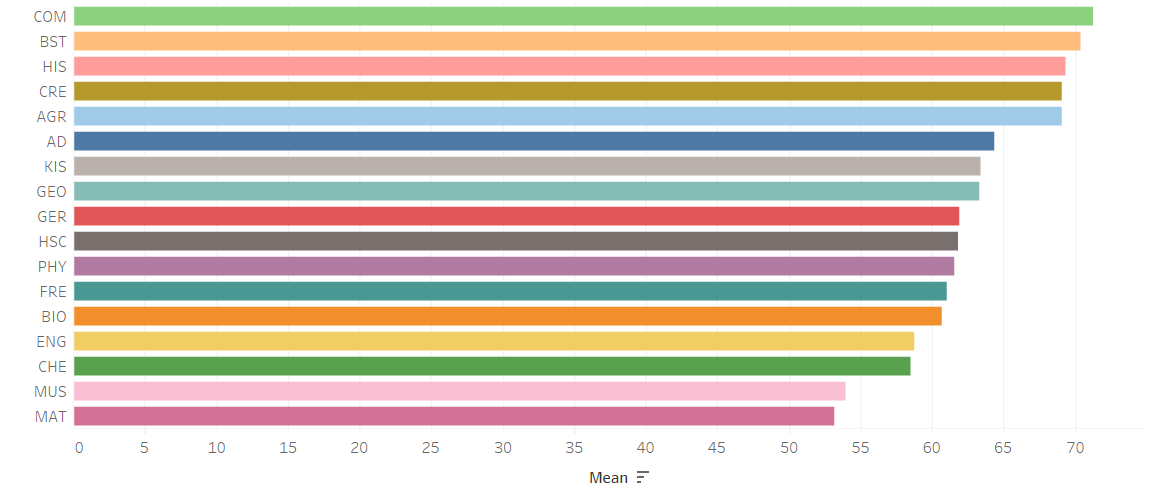 COM
BST
HIS
CRE
AGR
AD
KIS
GEO
GER
HSC
PHY
FRE
BIO
ENG
CHE
MUS
MAT
0 5 10 15 20 25 30 35 40 45 50 55 60 65 70
Mean